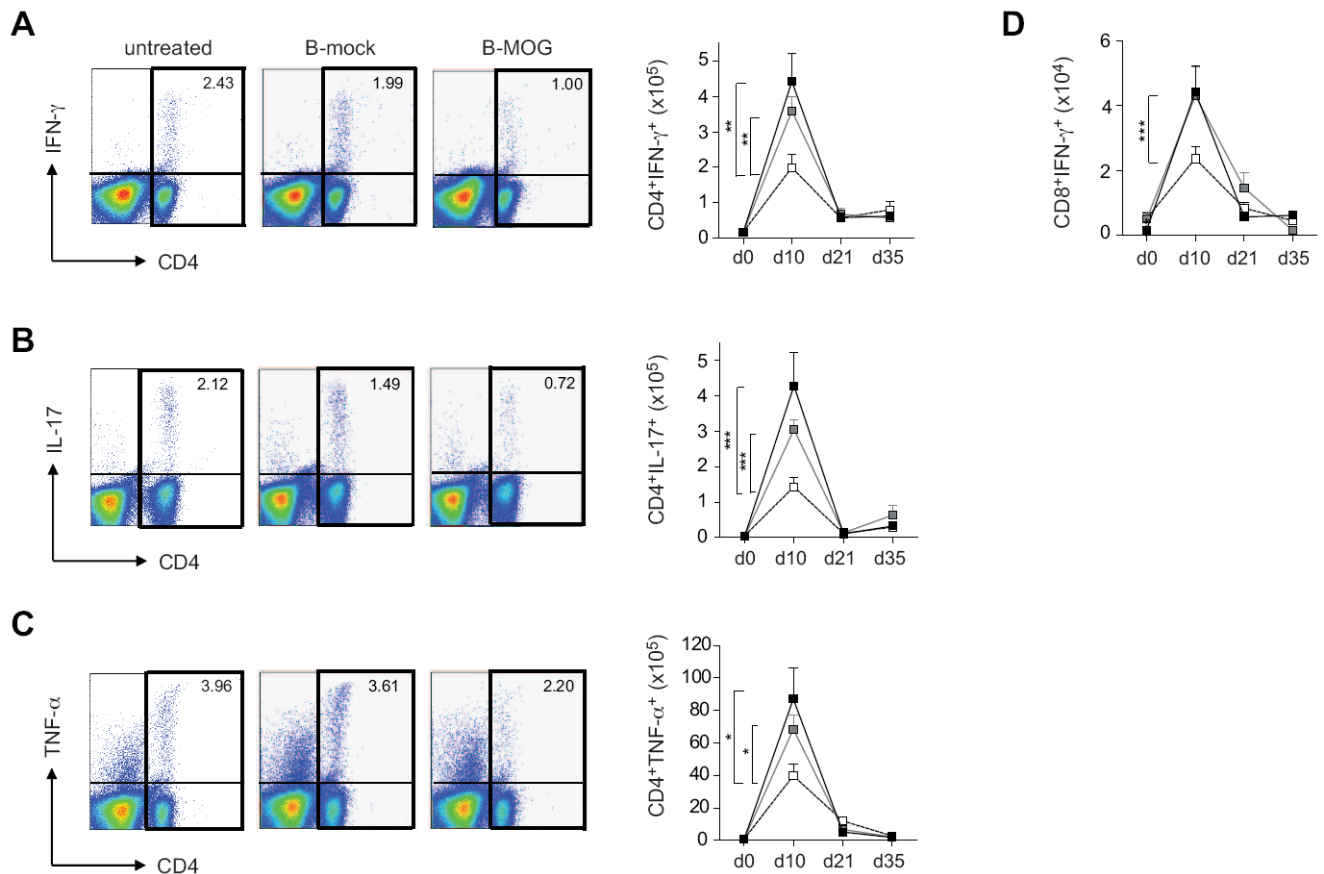 A
untreated
B-mock
B-MOG
IFN-γ
2.43
1.99
1.00
CD4
CD4⁺IFN-γ⁺ (x10⁵)
5
4
3
2
1
0
**
**
d0
d10
d21
d35
D
CD8⁺IFN-γ⁺ (x10⁴)
6
4
2
0
***
d0
d10
d21
d35
B
IL-17
2.12
1.49
0.72
CD4
CD4⁺IL-17⁺ (x10⁵)
5
4
3
2
1
0
***
***
d0
d10
d21
d35
C
TNF-α
3.96
3.61
2.20
CD4
CD4⁺TNF-α⁺ (x10⁵)
120
100
80
60
40
20
0
*
*
d0
d10
d21
d35